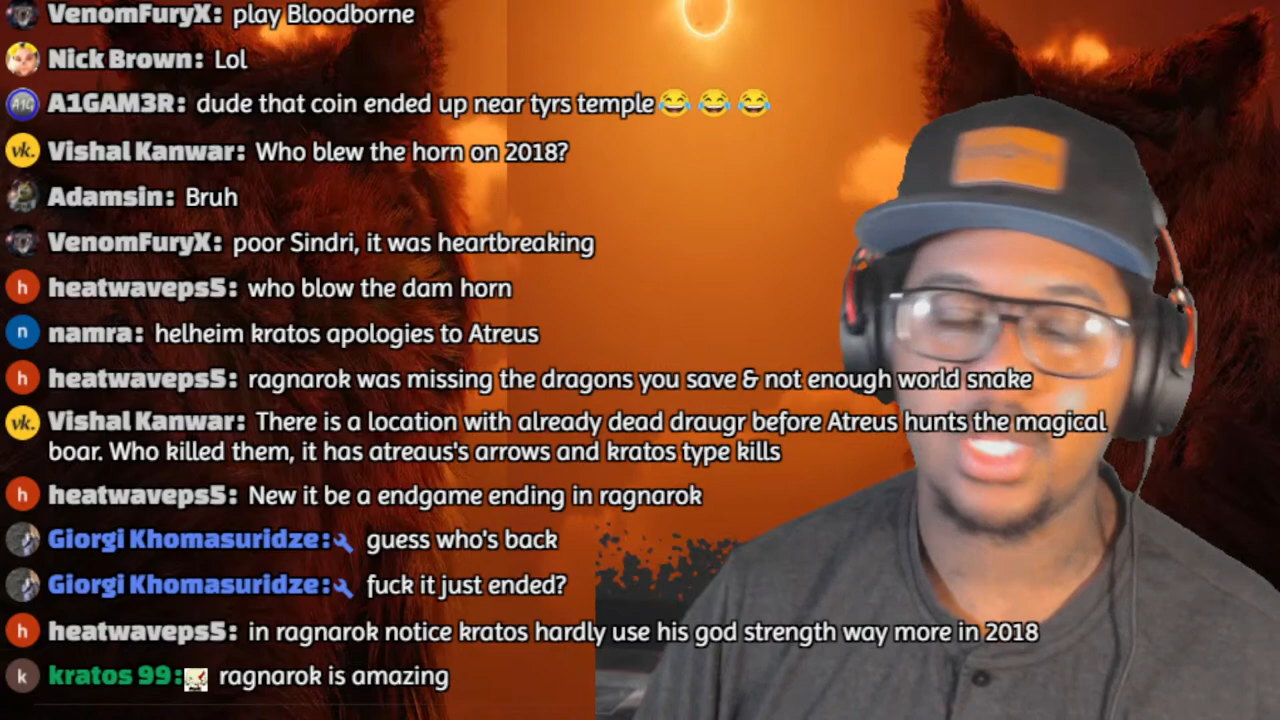 VenomFuryX: play Bloodborne
Nick Brown: Lol
A1G A1GAM3R: dude that coin ended up near tyrs temple😂 😂 😂
vk. Vishal Kanwar: Who blew the horn on 2018?
Adamsin: Bruh
VenomFuryX: poor Sindri, it was heartbreaking
h heatwaveps5: who blow the dam horn
n namra: helheim kratos apologies to Atreus
h heatwaveps5: ragnarok was missing the dragons you save & not enough world snake
vk. Vishal Kanwar: There is a location with already dead draugr before Atreus hunts the magical
boar. Who killed them, it has atreaus's arrows and kratos type kills
h heatwaveps5: New it be a endgame ending in ragnarok
Giorgi Khomasuridze: guess who's back
Giorgi Khomasuridze: fuck it just ended?
h heatwaveps5: in ragnarok notice kratos hardly use his god strength way more in 2018
k kratos 99: ragnarok is amazing